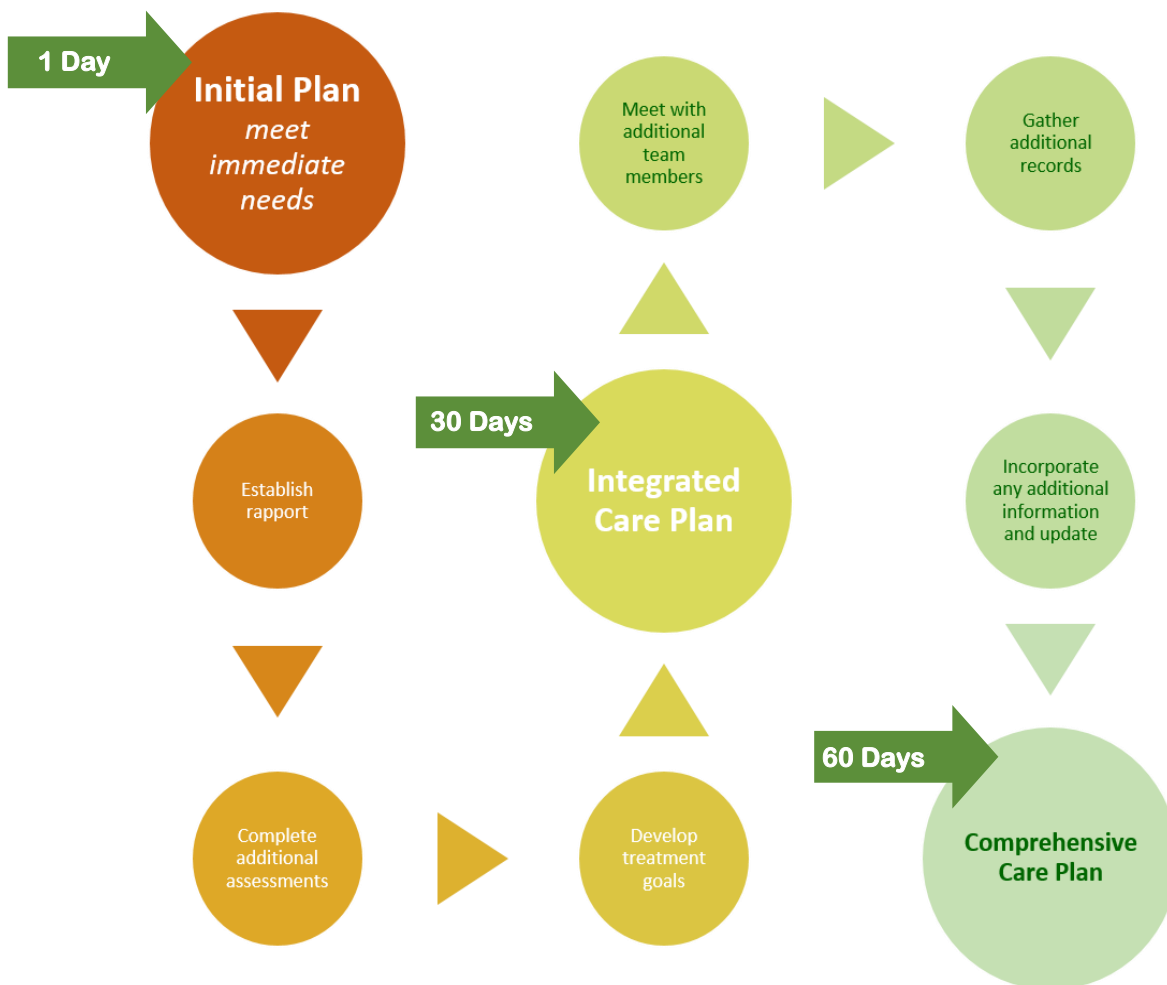 1 Day
Initial Plan
meet
immediate
needs
Establish
rapport
Complete
additional
assessments
Develop
treatment
goals
30 Days
Integrated
Care Plan
Meet with
additional
team
members
Gather
additional
records
Incorporate
any additional
information
and update
60 Days
Comprehensive
Care Plan